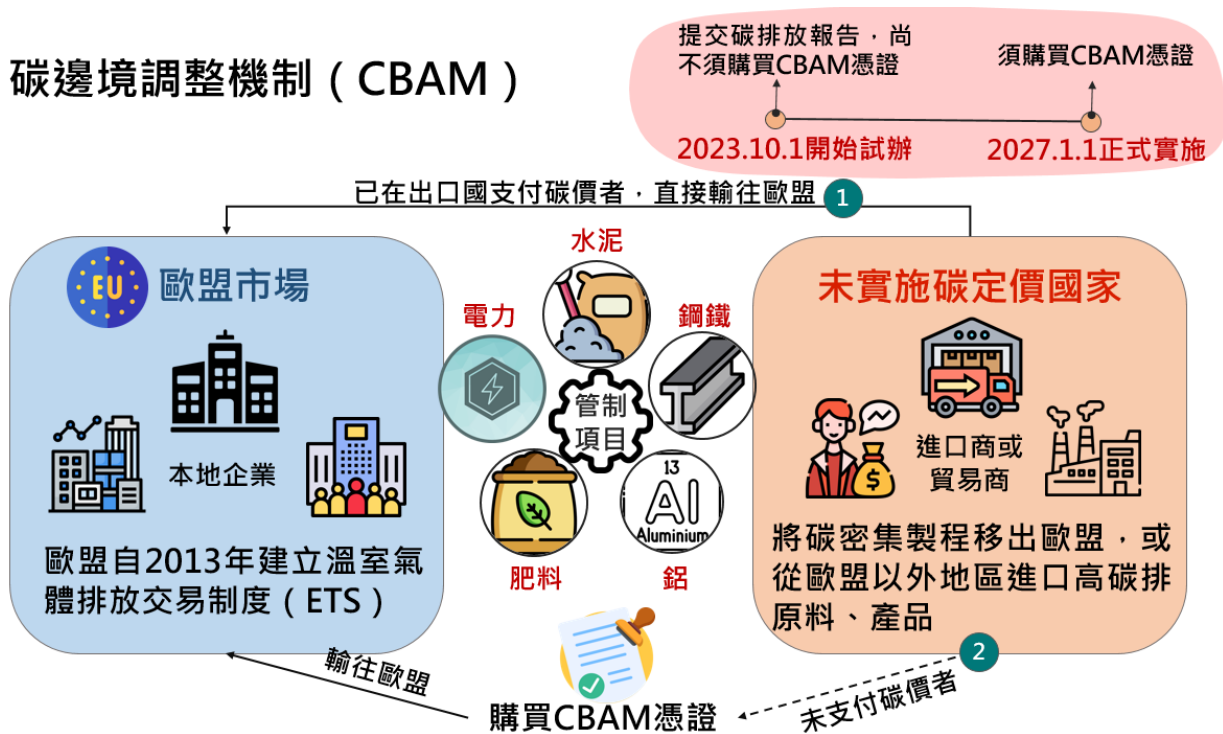 碳邊境調整機制（CBAM）
提交碳排放報告，尚
不須購買CBAM憑證
須購買CBAM憑證
2023.10.1開始試辦
2027.1.1正式實施
已在出口國支付碳價者，直接輸往歐盟
1
EU
歐盟市場
本地企業
歐盟自2013年建立溫室氣
體排放交易制度（ETS）
水泥
電力
鋼鐵
管制
項目
13
Al
Aluminium
肥料
鋁
未實施碳定價國家
進口商或
貿易商
$
將碳密集製程移出歐盟，或
從歐盟以外地區進口高碳排
原料、產品
2
輸往歐盟
未支付碳價者
購買CBAM憑證